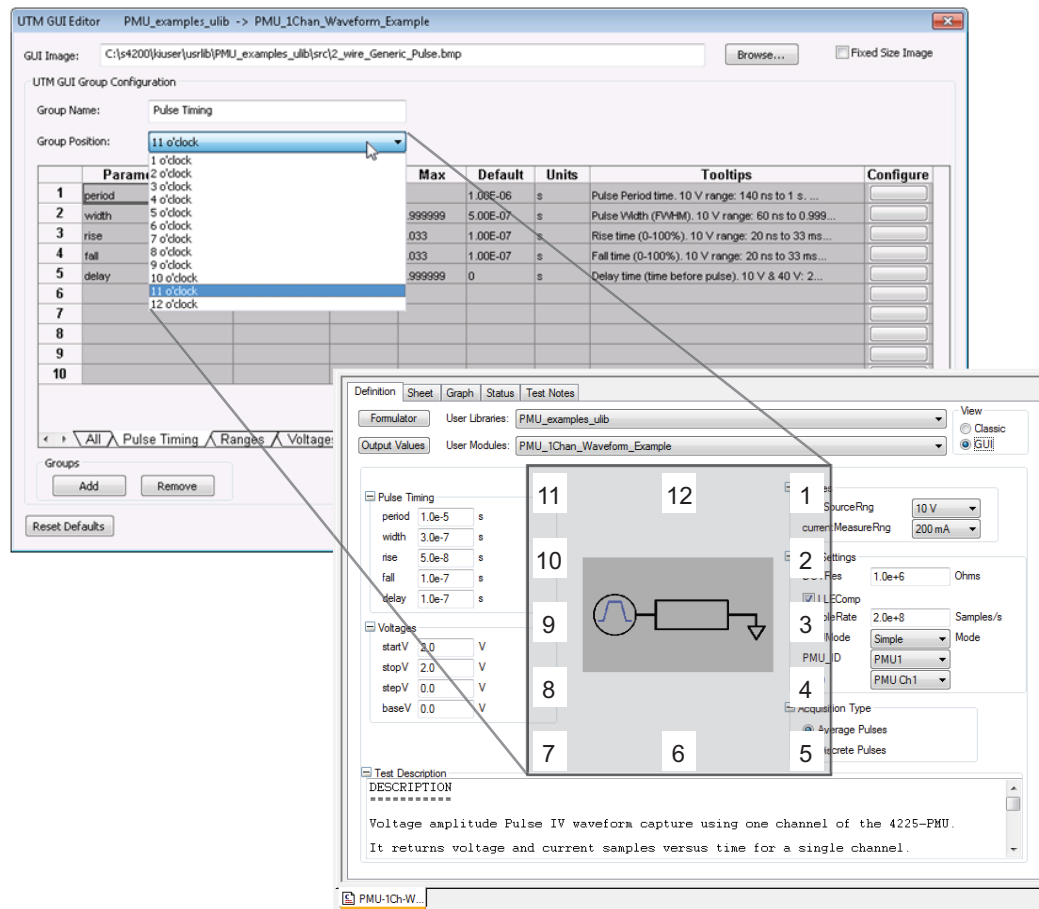 UTM GUI Editor PMU_examples_ulib -> PMU_1Chan_Waveform_Example
GUI Image: C:\s4200\kiuser\usrlib\PMU_examples_ulib\src\2_wire_Generic_Pulse.bmp Browse... Fixed Size Image
UTM GUI Group Configuration
Group Name: Pulse Timing
Group Position: 11 o'clock
1 o'clock
2 o'clock
3 o'clock
4 o'clock
5 o'clock
6 o'clock
7 o'clock
8 o'clock
9 o'clock
10 o'clock
11 o'clock
12 o'clock
Max Default Units Tooltips Configure
1 period 1.00E-06 s Pulse Period time. 10 V range: 140 ns to 1 s. ...
2 width .999999 5.00E-07 s Pulse Width (FWHM). 10 V range: 60 ns to 0.999...
3 rise .033 1.00E-07 s Rise time (0-100%). 10 V range: 20 ns to 33 ms...
4 fall .033 1.00E-07 s Fall time (0-100%). 10 V range: 20 ns to 33 ms...
5 delay .999999 0 s Delay time (time before pulse). 10 V & 40 V: 2...
6
7
8
9
10
All Pulse Timing Ranges Voltage
Groups
Add Remove
Reset Defaults
Definition Sheet Graph Status Test Notes
Formulator User Libraries: PMU_examples_ulib
Output Values User Modules: PMU_1Chan_Waveform_Example
View
Classic
GUI
Pulse Timing
period 1.0e-5 s
width 3.0e-7 s
rise 5.0e-8 s
fall 1.0e-7 s
delay 1.0e-7 s
Voltages
startV 2.0 V
stopV 2.0 V
stepV 0.0 V
baseV 0.0 V
11 12 1
10 2
9 3
8 4
7 6 5
SourceRng 10 V
currentMeasureRng 200 mA
Settings
1.0e+6 Ohms
LLEComp
2.0e+8 Samples/s
Mode Simple Mode
PMU_ID PMU1
PMU Ch1
Acquisition Type
Average Pulses
Discrete Pulses
Test Description
DESCRIPTION
===========
Voltage amplitude Pulse IV waveform capture using one channel of the 4225-PMU.
It returns voltage and current samples versus time for a single channel.
PMU-1Ch-W...